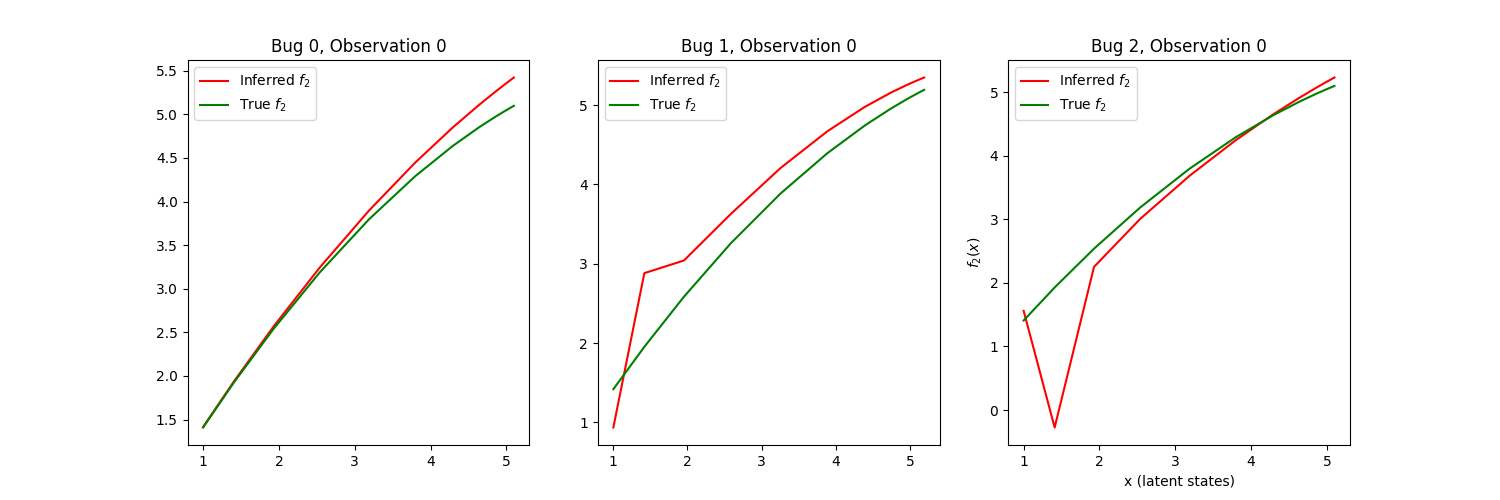 Bug 0, Observation 0
Inferred f₂
True f₂
5.5
5.0
4.5
4.0
3.5
3.0
2.5
2.0
1.5
1 2 3 4 5
Bug 1, Observation 0
Inferred f₂
True f₂
5
4
3
2
1
1 2 3 4 5
Bug 2, Observation 0
Inferred f₂
True f₂
f₂(x)
5
4
3
2
1
0
1 2 3 4 5
x (latent states)